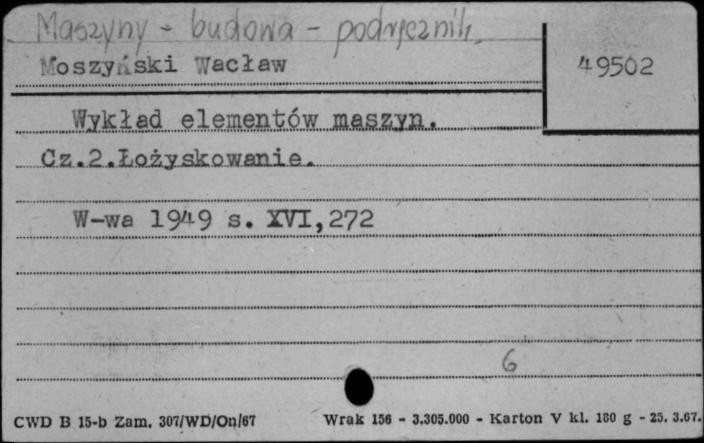 Maszyny - budowa - podręcznik.
Moszyński Wacław
49502
Wykład elementów maszyn.
Cz.2.Łożyskowanie.
W-wa 1949 s. XVI,272
6
CWD B 15-b Zam. 307/WD/On/67 Wrak 156 - 3.305.000 - Karton V kl. 180 g - 25. 3.67.